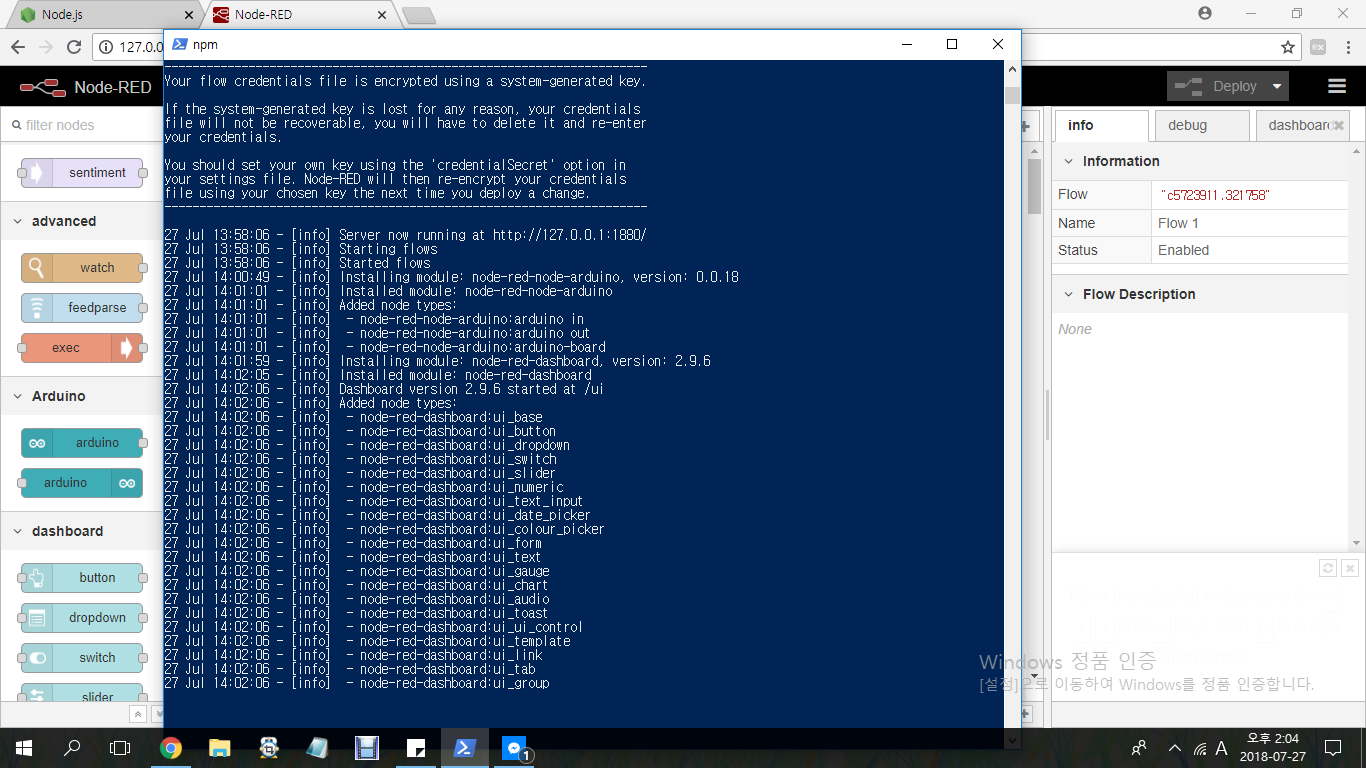 Node.js
Node-RED
127.0.0
npm
Node-RED
Deploy
filter nodes
sentiment
advanced
watch
feedparse
exec
Arduino
arduino
arduino
dashboard
button
dropdown
switch
slider
Your flow credentials file is encrypted using a system-generated key.
If the system-generated key is lost for any reason, your credentials
file will not be recoverable, you will have to delete it and re-enter
your credentials.
You should set your own key using the 'credentialSecret' option in
your settings file. Node-RED will then re-encrypt your credentials
file using your chosen key the next time you deploy a change.
27 Jul 13:58:06 - [info] Server now running at http://127.0.0.1:1880/
27 Jul 13:58:06 - [info] Starting flows
27 Jul 13:58:06 - [info] Started flows
27 Jul 14:00:49 - [info] Installing module: node-red-node-arduino, version: 0.0.18
27 Jul 14:01:01 - [info] Installed module: node-red-node-arduino
27 Jul 14:01:01 - [info] Added node types:
27 Jul 14:01:01 - [info]  - node-red-node-arduino:arduino in
27 Jul 14:01:01 - [info]  - node-red-node-arduino:arduino out
27 Jul 14:01:01 - [info]  - node-red-node-arduino:arduino-board
27 Jul 14:01:59 - [info] Installing module: node-red-dashboard, version: 2.9.6
27 Jul 14:02:05 - [info] Installed module: node-red-dashboard
27 Jul 14:02:06 - [info] Dashboard version 2.9.6 started at /ui
27 Jul 14:02:06 - [info] Added node types:
27 Jul 14:02:06 - [info]  - node-red-dashboard:ui_base
27 Jul 14:02:06 - [info]  - node-red-dashboard:ui_button
27 Jul 14:02:06 - [info]  - node-red-dashboard:ui_dropdown
27 Jul 14:02:06 - [info]  - node-red-dashboard:ui_switch
27 Jul 14:02:06 - [info]  - node-red-dashboard:ui_slider
27 Jul 14:02:06 - [info]  - node-red-dashboard:ui_numeric
27 Jul 14:02:06 - [info]  - node-red-dashboard:ui_text_input
27 Jul 14:02:06 - [info]  - node-red-dashboard:ui_date_picker
27 Jul 14:02:06 - [info]  - node-red-dashboard:ui_colour_picker
27 Jul 14:02:06 - [info]  - node-red-dashboard:ui_form
27 Jul 14:02:06 - [info]  - node-red-dashboard:ui_text
27 Jul 14:02:06 - [info]  - node-red-dashboard:ui_gauge
27 Jul 14:02:06 - [info]  - node-red-dashboard:ui_chart
27 Jul 14:02:06 - [info]  - node-red-dashboard:ui_audio
27 Jul 14:02:06 - [info]  - node-red-dashboard:ui_toast
27 Jul 14:02:06 - [info]  - node-red-dashboard:ui_ui_control
27 Jul 14:02:06 - [info]  - node-red-dashboard:ui_template
27 Jul 14:02:06 - [info]  - node-red-dashboard:ui_link
27 Jul 14:02:06 - [info]  - node-red-dashboard:ui_tab
27 Jul 14:02:06 - [info]  - node-red-dashboard:ui_group
info
debug
dashboard
Information
Flow "c5723911.321758"
Name Flow 1
Status Enabled
Flow Description
None
Windows 정품 인증
[설정]으로 이동하여 Windows를 정품 인증합니다.
1
A
오후 2:04
2018-07-27